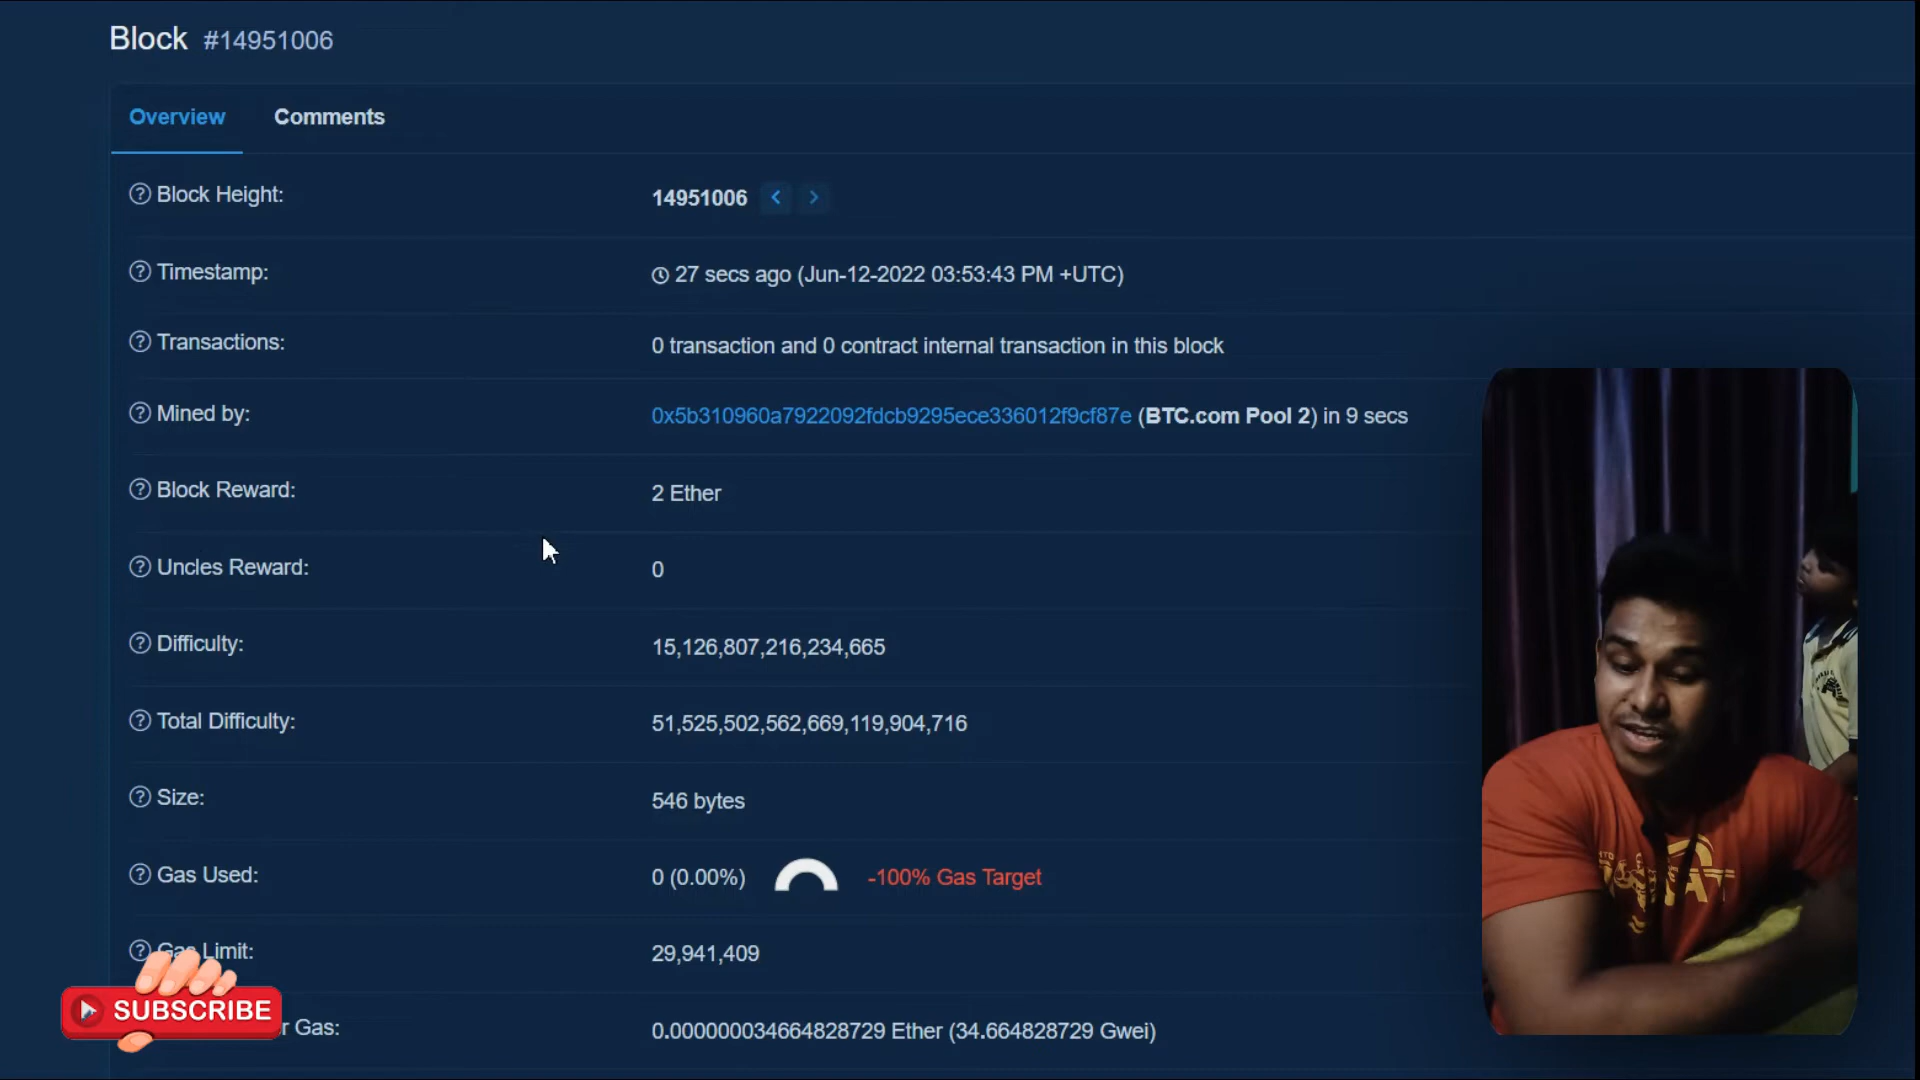 Block #14951006
Overview Comments
Block Height: 14951006
Timestamp: 27 secs ago (Jun-12-2022 03:53:43 PM +UTC)
Transactions: 0 transaction and 0 contract internal transaction in this block
Mined by: 0x5b310960a7922092fdcb9295ece336012f9cf87e (BTC.com Pool 2) in 9 secs
Block Reward: 2 Ether
Uncles Reward: 0
Difficulty: 15,126,807,216,234,665
Total Difficulty: 51,525,502,562,669,119,904,716
Size: 546 bytes
Gas Used: 0 (0.00%) -100% Gas Target
Gas Limit: 29,941,409
SUBSCRIBE
r Gas: 0.000000034664828729 Ether (34.664828729 Gwei)